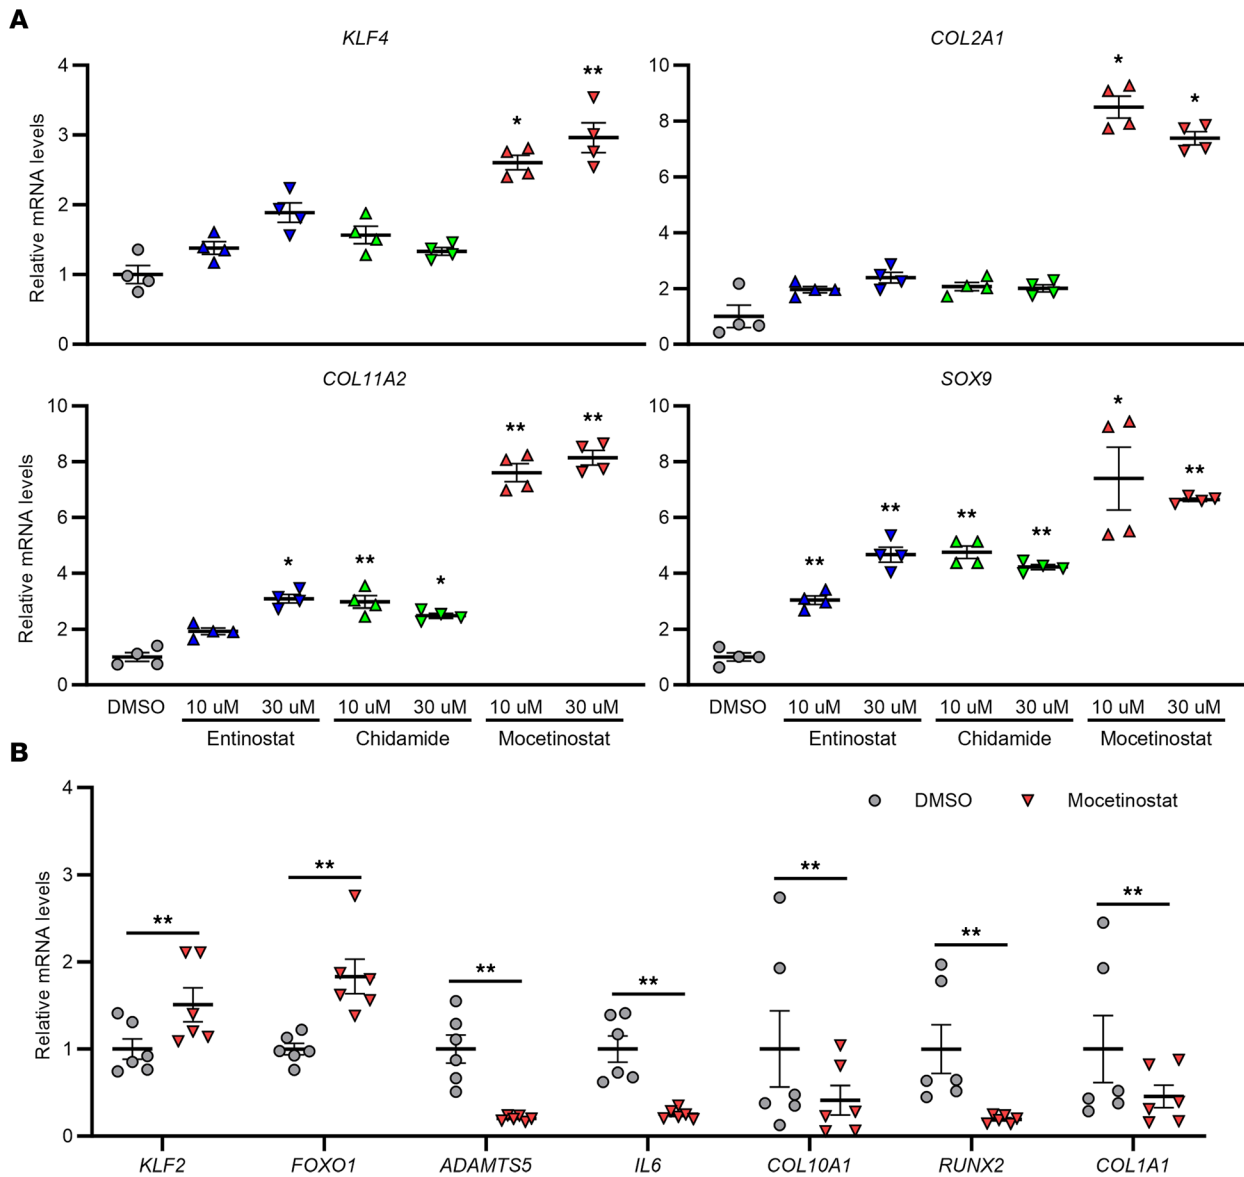 A
KLF4
COL2A1
Relative mRNA levels
4
3
2
1
0
*
**
10
8
6
4
2
0
*
*
COL11A2
SOX9
Relative mRNA levels
10
8
6
4
2
0
*
**
*
**
**
10
8
6
4
2
0
**
**
**
**
*
**
DMSO
10 uM
30 uM
10 uM
30 uM
10 uM
30 uM
Entinostat
Chidamide
Mocetinostat
DMSO
10 uM
30 uM
10 uM
30 uM
10 uM
30 uM
Entinostat
Chidamide
Mocetinostat
B
Relative mRNA levels
4
3
2
1
0
DMSO
Mocetinostat
**
**
**
**
**
**
**
KLF2
FOXO1
ADAMTS5
IL6
COL10A1
RUNX2
COL1A1